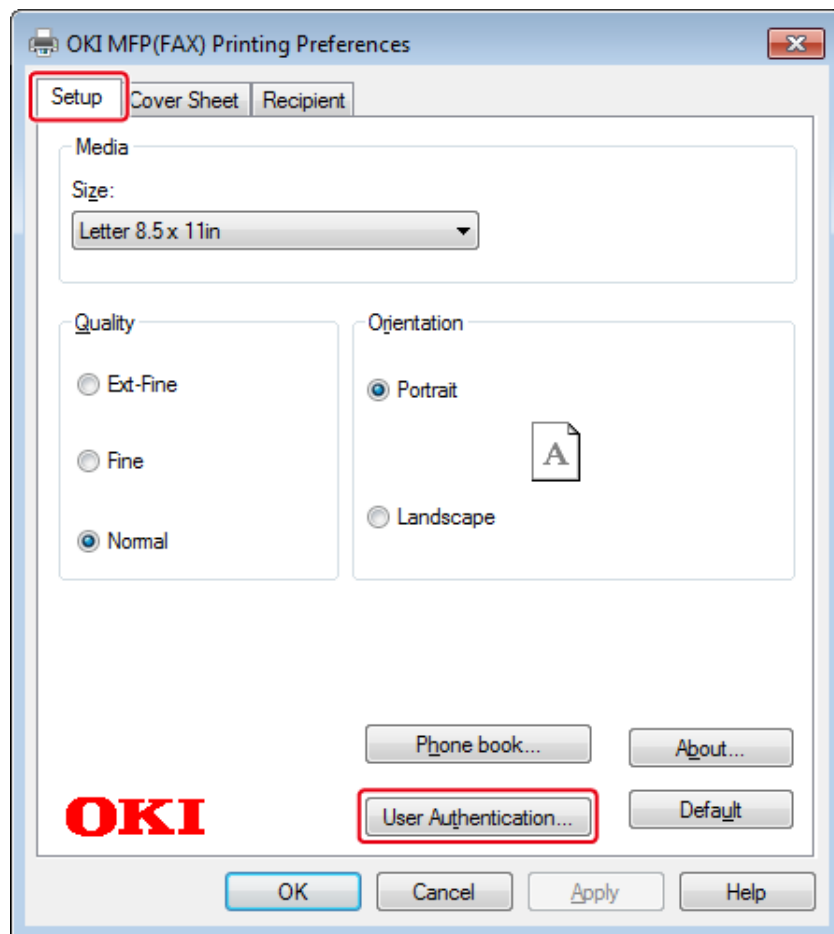 OKI MFP(FAX) Printing Preferences
Setup Cover Sheet Recipient
Media
Size:
Letter 8.5 x 11in
Quality Orientation
Ext-Fine
Portrait
A
Fine
Landscape
Normal
Phone book... About...
OKI User Authentication... Default
OK Cancel Apply Help